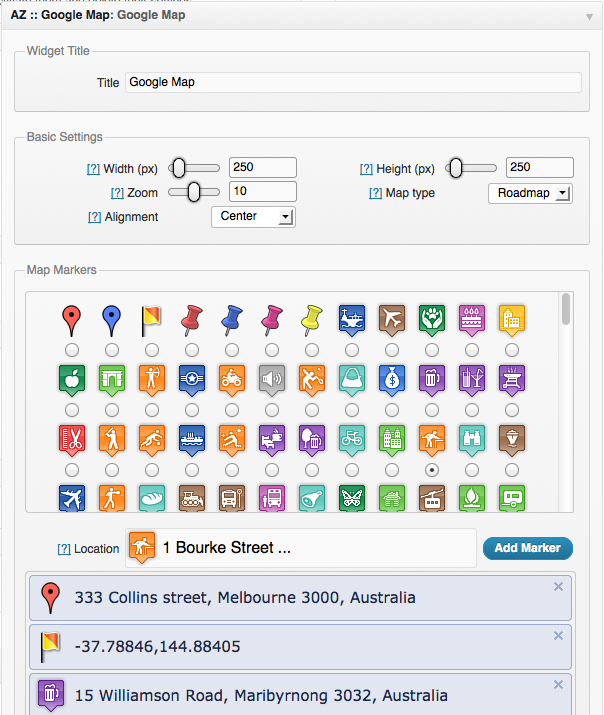 AZ :: Google Map: Google Map
Widget Title
Title Google Map
Basic Settings
[?] Width (px) 250 [?] Height (px) 250
[?] Zoom 10 [?] Map type Roadmap
[?] Alignment Center
Map Markers
[?] Location 1 Bourke Street ... Add Marker
333 Collins street, Melbourne 3000, Australia
-37.78846,144.88405
15 Williamson Road, Maribyrnong 3032, Australia